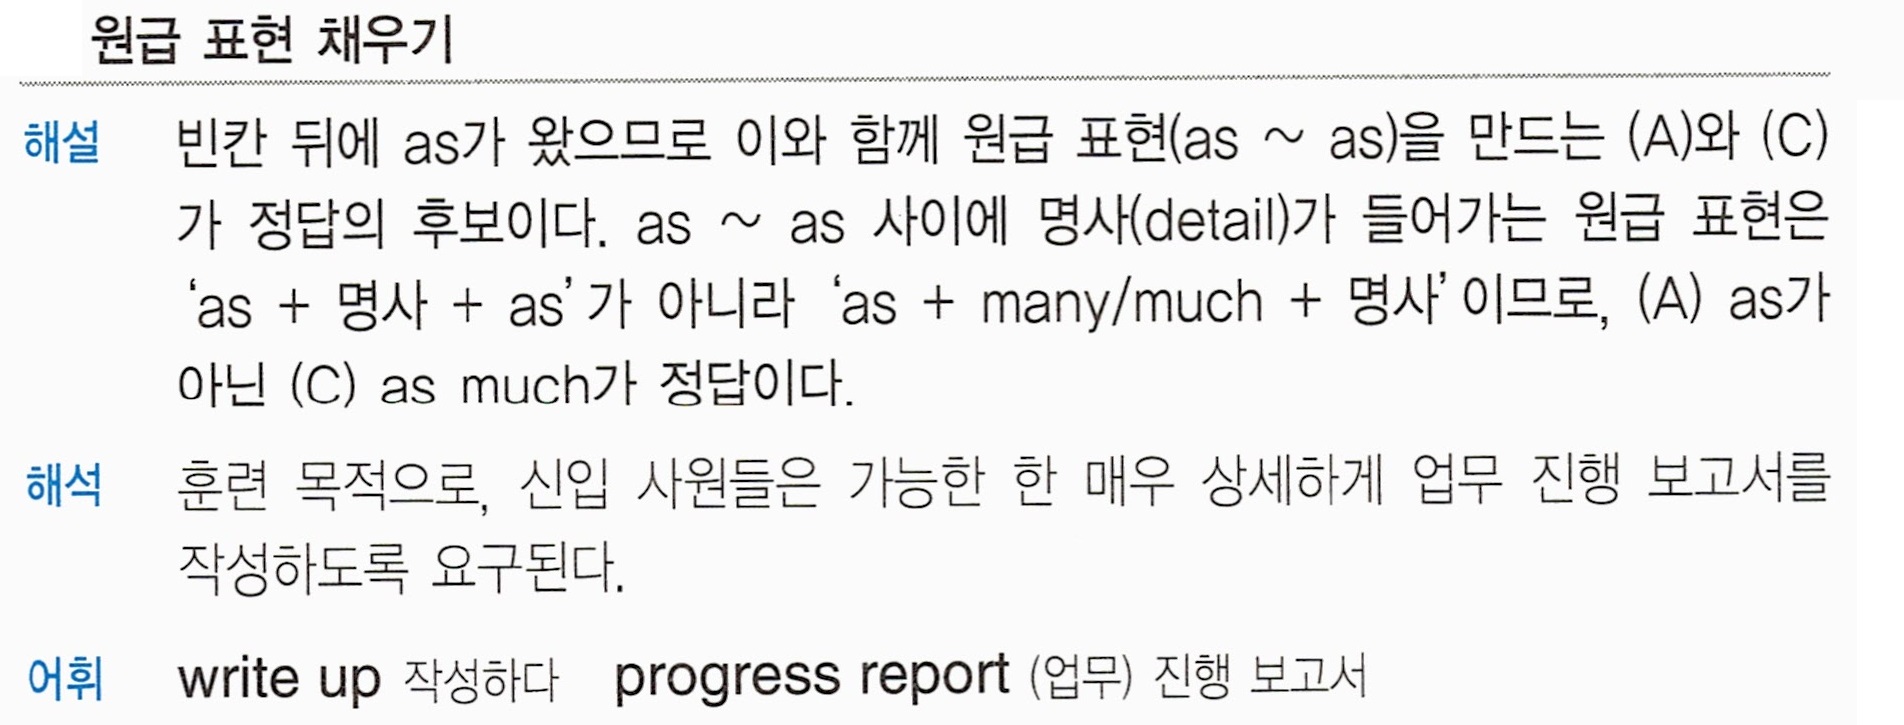 원급 표현 채우기
해설 빈칸 뒤에 as가 왔으므로 이와 함께 원급 표현(as ~ as)을 만드는 (A)와 (C)
가 정답의 후보이다. as ~ as 사이에 명사(detail)가 들어가는 원급 표현은
‘as + 명사 + as’가 아니라 ‘as + many/much + 명사’이므로, (A) as가
아닌 (C) as much가 정답이다.
해석 훈련 목적으로, 신입 사원들은 가능한 한 매우 상세하게 업무 진행 보고서를
작성하도록 요구된다.
어휘 write up 작성하다 progress report (업무) 진행 보고서